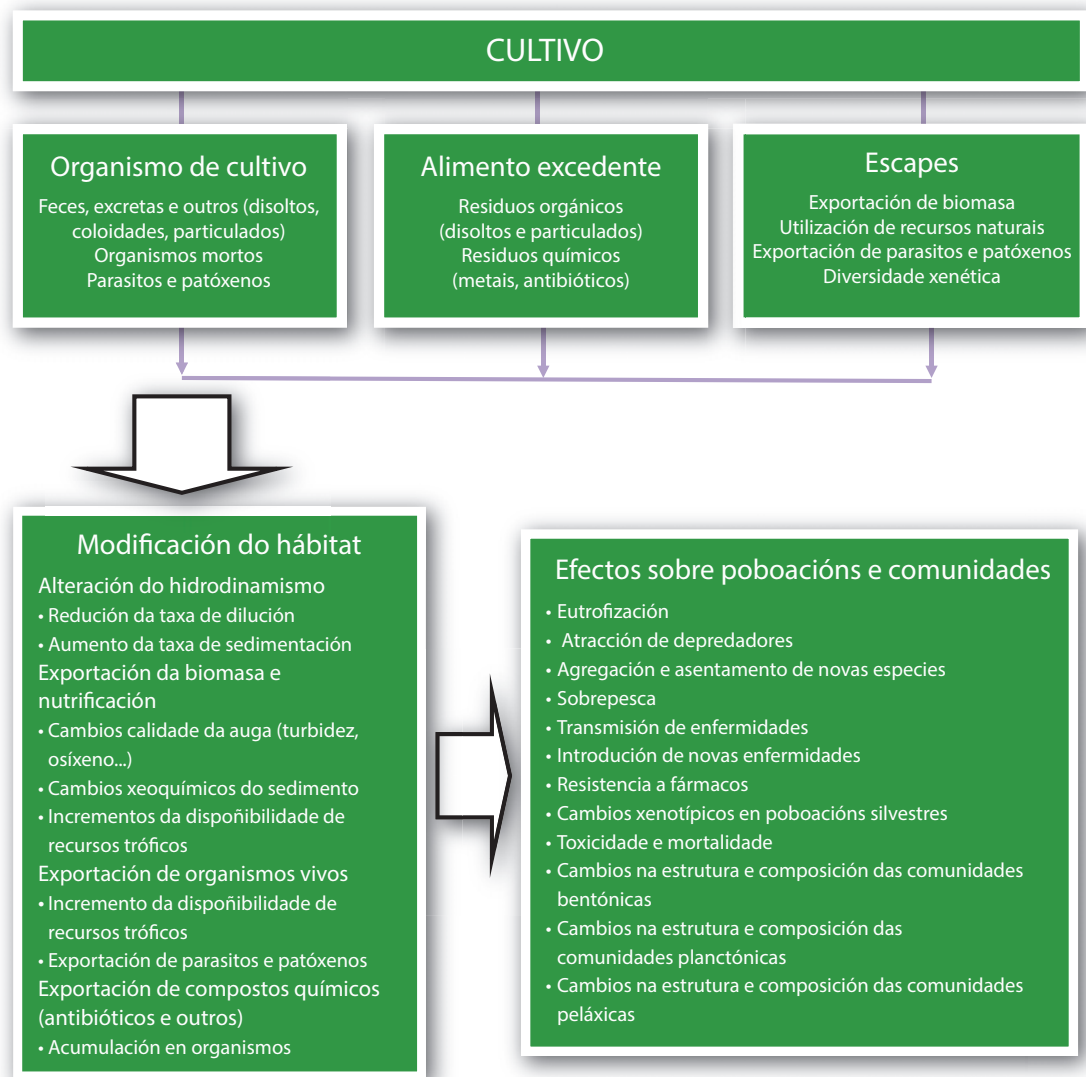 CULTIVO
Organismo de cultivo
Feces, excretas e outros (disoltos,
coloidades, particulados)
Organismos mortos
Parasitos e patóxenos
Alimento excedente
Residuos orgánicos
(disoltos e particulados)
Residuos químicos
(metais, antibióticos)
Escapes
Exportación de biomasa
Utilización de recursos naturais
Exportación de parasitos e patóxenos
Diversidade xenética
Modificación do hábitat
Alteración do hidrodinamismo
• Redución da taxa de dilución
• Aumento da taxa de sedimentación
Exportación da biomasa e
nutrificación
• Cambios calidade da auga (turbidez,
osíxeno...)
• Cambios xeoquímicos do sedimento
• Incrementos da dispoñibilidade de
recursos tróficos
Exportación de organismos vivos
• Incremento da dispoñibilidade de
recursos tróficos
• Exportación de parasitos e patóxenos
Exportación de compostos químicos
(antibióticos e outros)
• Acumulación en organismos
Efectos sobre poboacións e comunidades
• Eutrofización
• Atracción de depredadores
• Agregación e asentamento de novas especies
• Sobrepesca
• Transmisión de enfermidades
• Introdución de novas enfermidades
• Resistencia a fármacos
• Cambios xenotípicos en poboacións silvestres
• Toxicidade e mortalidade
• Cambios na estrutura e composición das comunidades
bentónicas
• Cambios na estrutura e composición das
comunidades planctónicas
• Cambios na estrutura e composición das comunidades
peláxicas